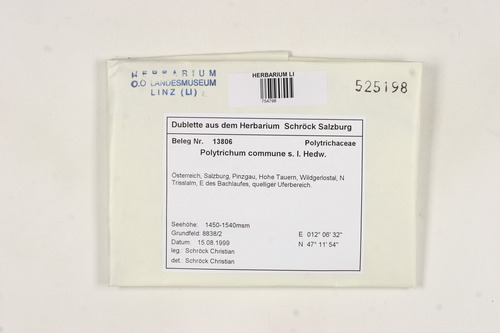 HERBARIUM
O.Ö. LANDESMUSEUM
LINZ (LI)
HERBARIUM LI
754798
525198
Dublette aus dem Herbarium Schröck Salzburg
Beleg Nr. 13806 Polytrichaceae
Polytrichum commune s. l. Hedw.
Österreich, Salzburg, Pinzgau, Hohe Tauern, Wildgerlostal, N
Trisslalm, E des Bachlaufes, quelliger Uferbereich.
Seehöhe: 1450-1540msm
Grundfeld: 8838/2 E 012° 06' 32"
Datum: 15.08.1999 N 47° 11' 54"
leg.: Schröck Christian
det.: Schröck Christian